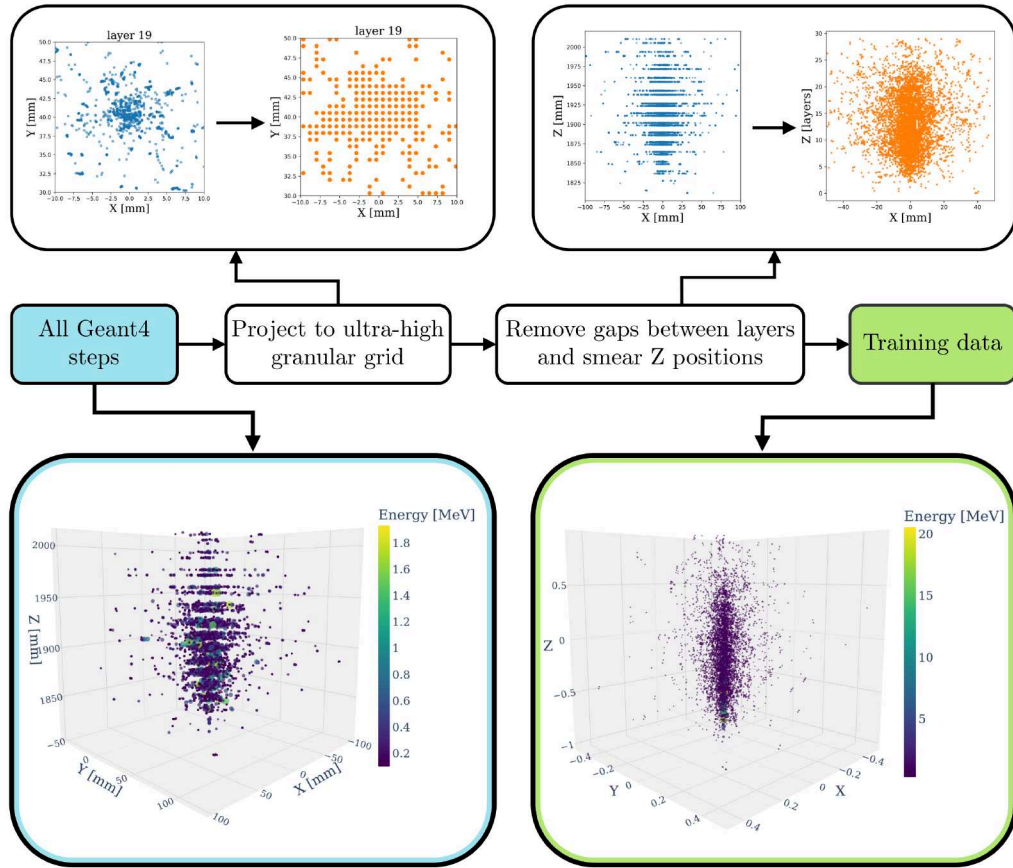 layer 19
50.0
47.5
45.0
42.5
40.0
37.5
35.0
32.5
30.0
Y [mm]
−10.0 −7.5 −5.0 −2.5 0.0 2.5 5.0 7.5 10.0
X [mm]
layer 19
50.0
47.5
45.0
42.5
40.0
37.5
35.0
32.5
30.0
Y [mm]
−10.0 −7.5 −5.0 −2.5 0.0 2.5 5.0 7.5 10.0
X [mm]
2000
1975
1950
1925
1900
1875
1850
1825
Z [mm]
−100 −75 −50 −25 0 25 50 75 100
X [mm]
30
25
20
15
10
5
0
Z [layers]
−40 −20 0 20 40
X [mm]
All Geant4
steps
Project to ultra-high
granular grid
Remove gaps between layers
and smear Z positions
Training data
Energy [MeV]
1.8
1.6
1.4
1.2
1
0.8
0.6
0.4
0.2
2000
1950
1900
1850
Z [mm]
−50
0
50
100
Y [mm]
−100
−50
0
50
100
X [mm]
Energy [MeV]
20
15
10
5
0.5
0
−0.5
−1
Z
−0.4
−0.2
0
0.2
0.4
Y
−0.4
−0.2
0
0.2
0.4
X